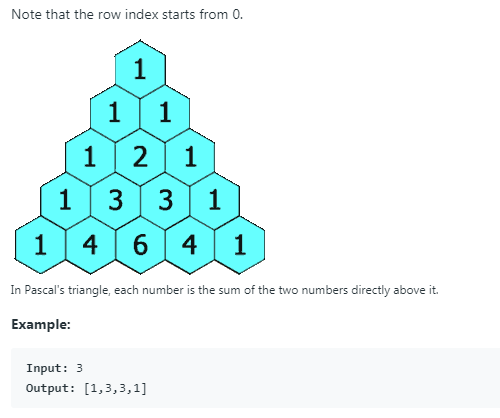 Note that the row index starts from 0.
1
1 1
1 2 1
1 3 3 1
1 4 6 4 1
In Pascal's triangle, each number is the sum of the two numbers directly above it.
Example:
Input: 3
Output: [1,3,3,1]